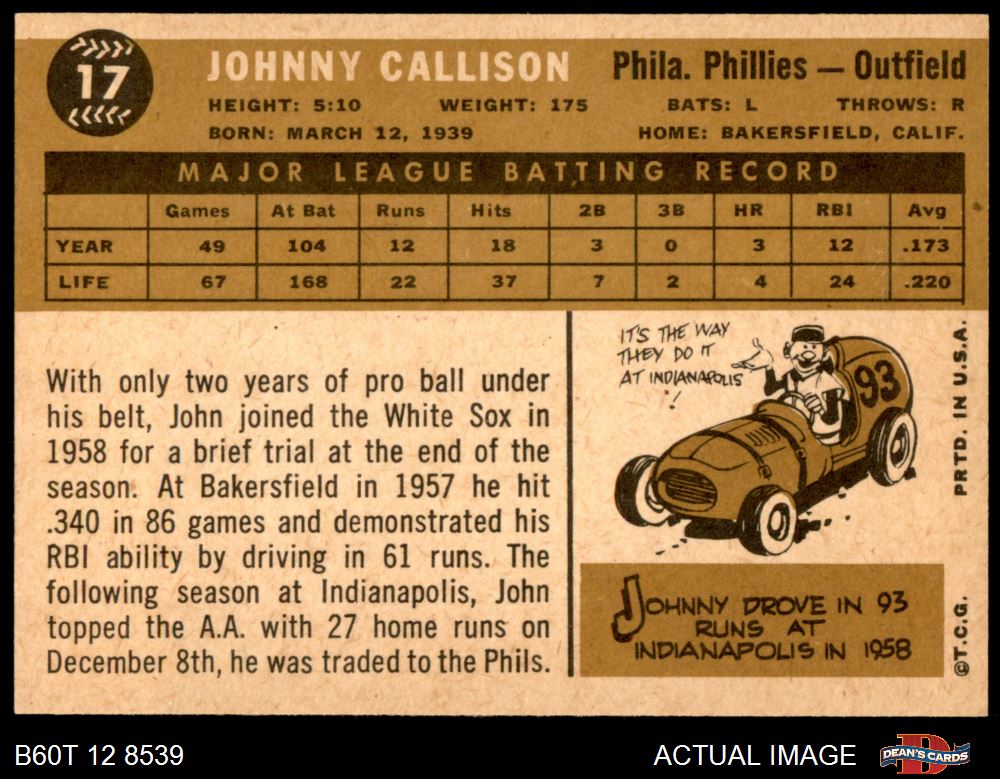 17
JOHNNY CALLISON Phila. Phillies — Outfield
HEIGHT: 5:10 WEIGHT: 175 BATS: L THROWS: R
BORN: MARCH 12, 1939 HOME: BAKERSFIELD, CALIF.
MAJOR LEAGUE BATTING RECORD
Games At Bat Runs Hits 2B 3B HR RBI Avg
YEAR 49 104 12 18 3 0 3 12 .173
LIFE 67 168 22 37 7 2 4 24 .220
With only two years of pro ball under
his belt, John joined the White Sox in
1958 for a brief trial at the end of the
season. At Bakersfield in 1957 he hit
.340 in 86 games and demonstrated his
RBI ability by driving in 61 runs. The
following season at Indianapolis, John
topped the A.A. with 27 home runs on
December 8th, he was traded to the Phils.
IT'S THE WAY
THEY DO IT
AT INDIANAPOLIS
!
93
JOHNNY DROVE IN 93
RUNS AT
INDIANAPOLIS IN 1958
PRTD. IN U.S.A.
©T.C.G.
B60T 12 8539
ACTUAL IMAGE
D
DEAN'S CARDS